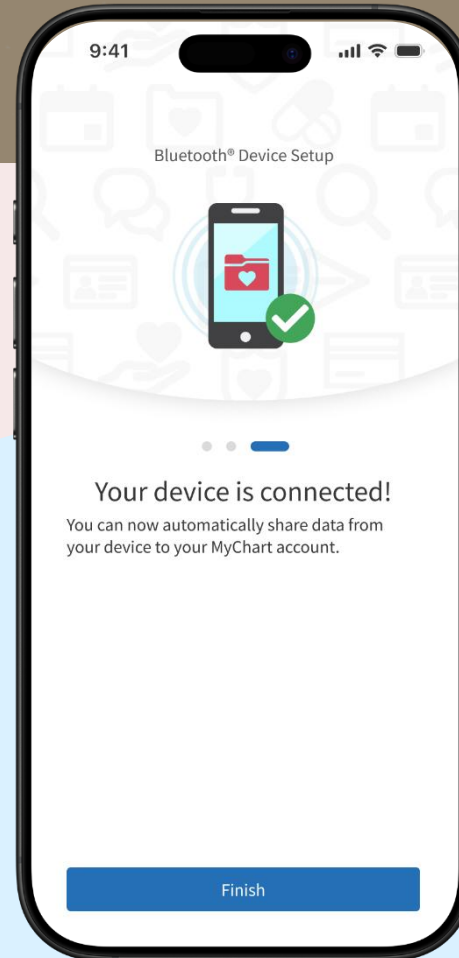 9:41
Bluetooth® Device Setup
Your device is connected!
You can now automatically share data from
your device to your MyChart account.
Finish